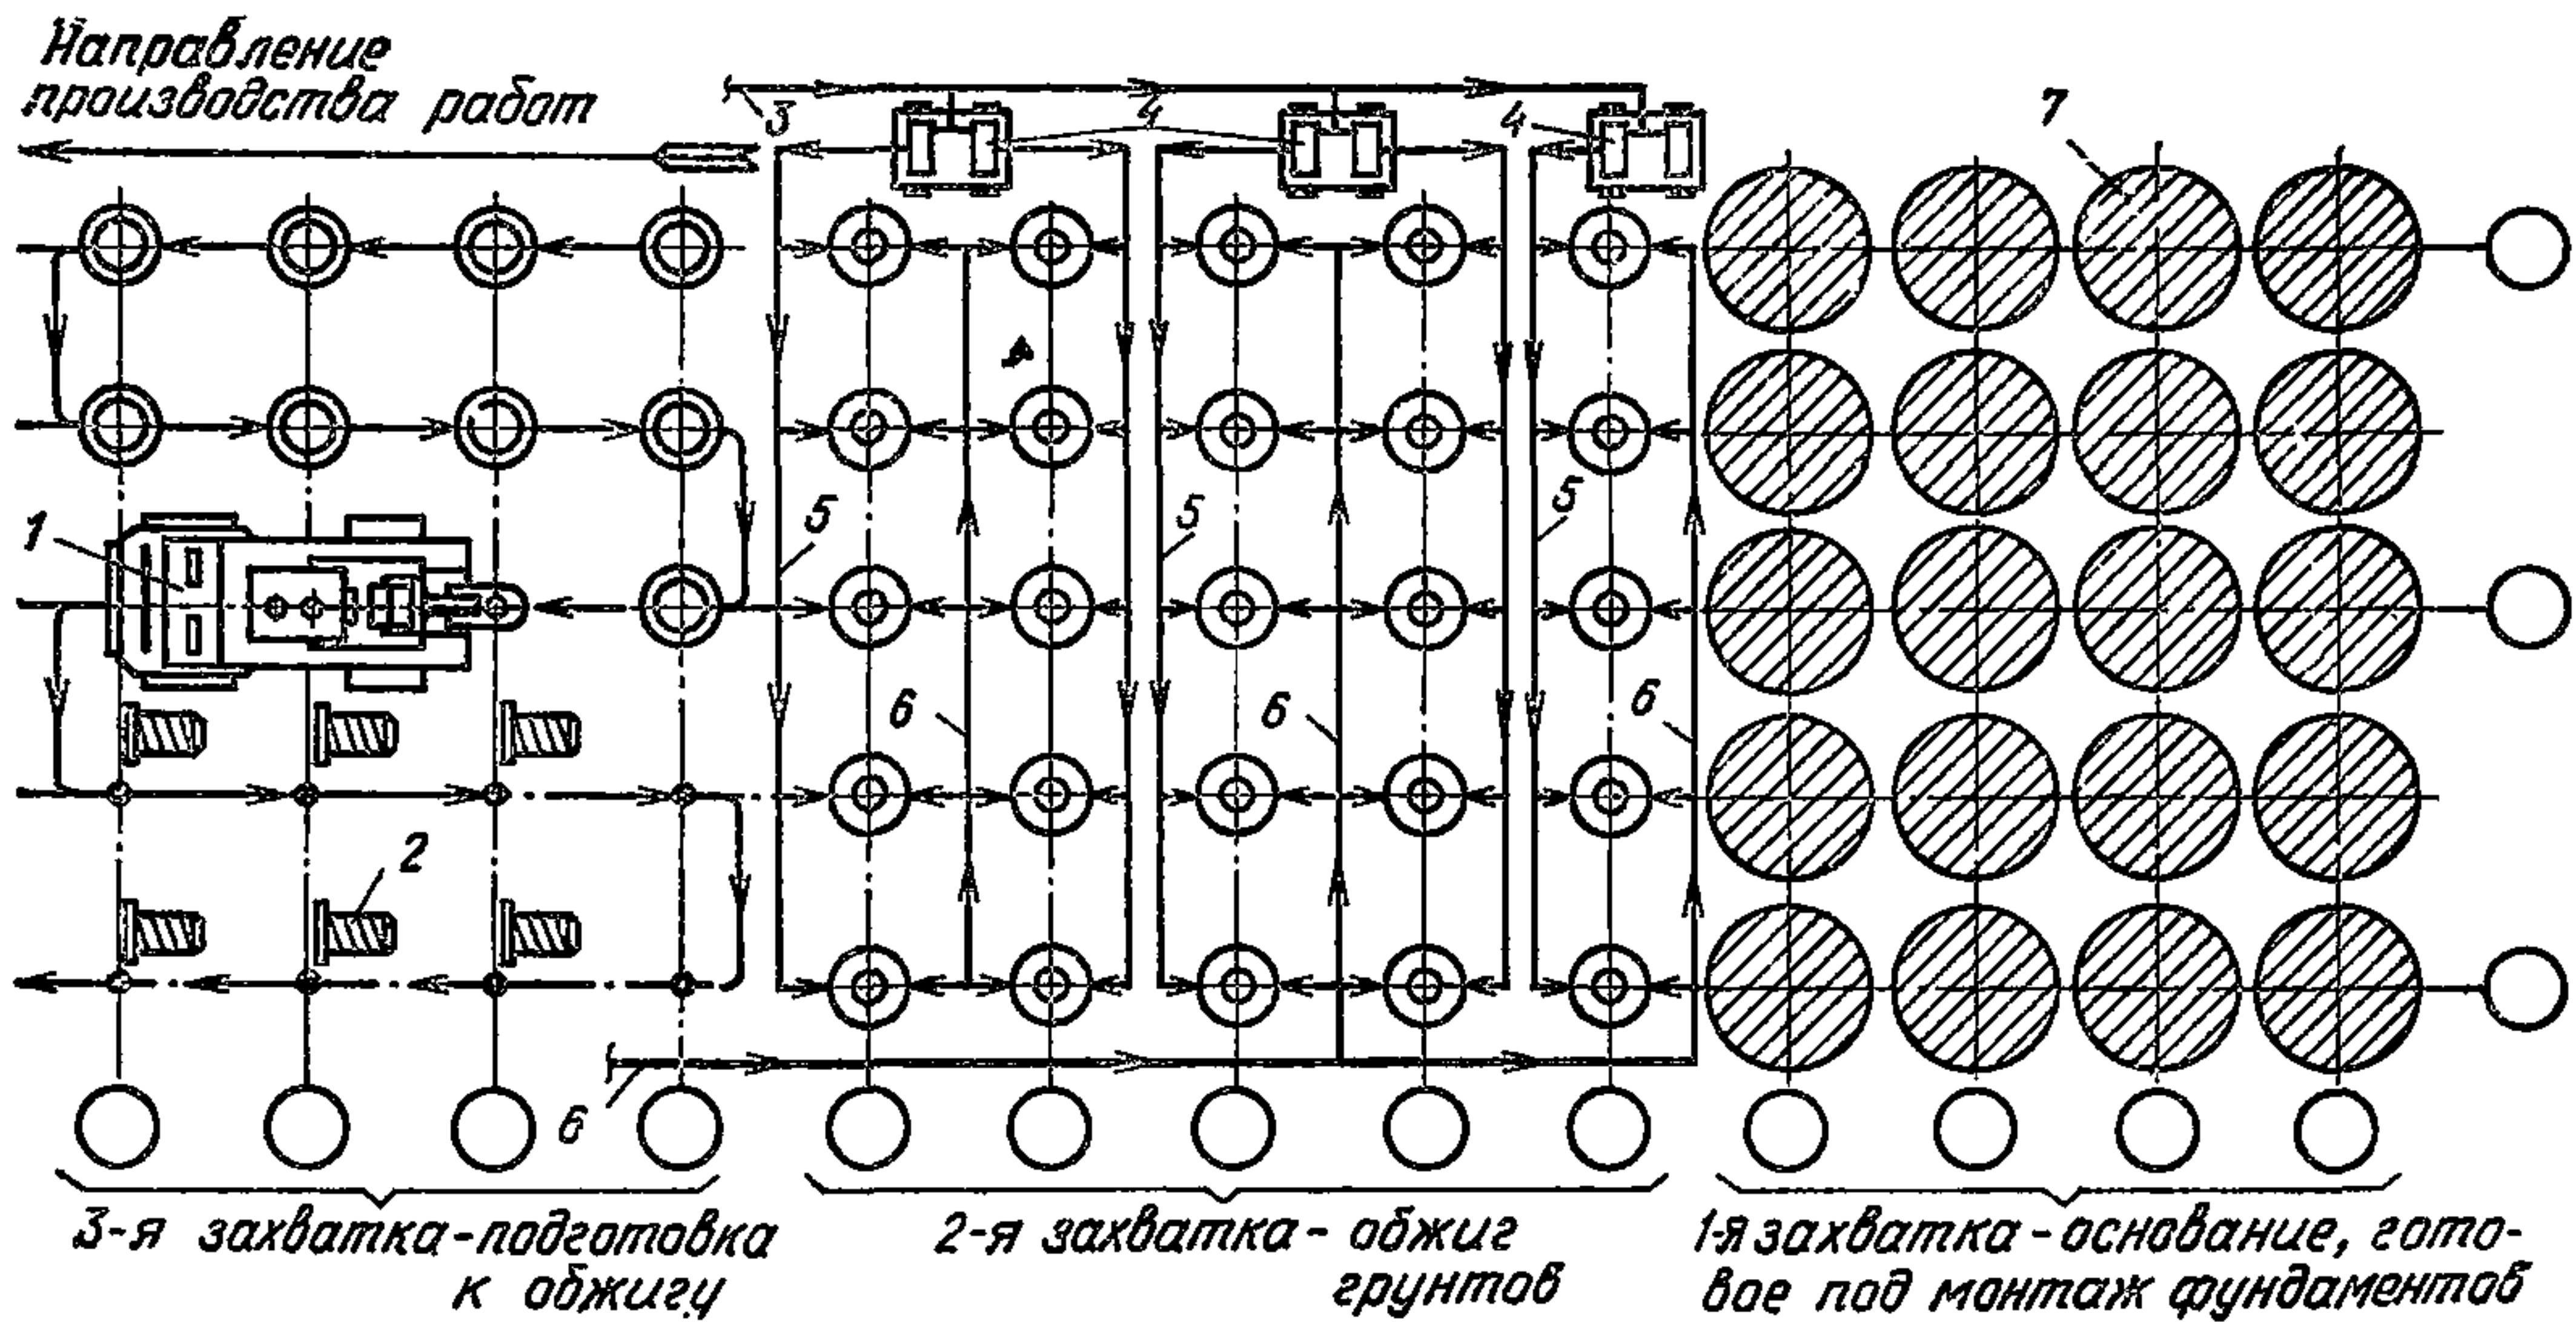 Направление
производства работ
3
4
4
7
1
5
5
5
6
6
6
2
6
3-я захватка-подготовка
к обжигу
2-я захватка- обжиг
грунтов
1-я захватка-основание, гото-
вое под монтаж фундаментов